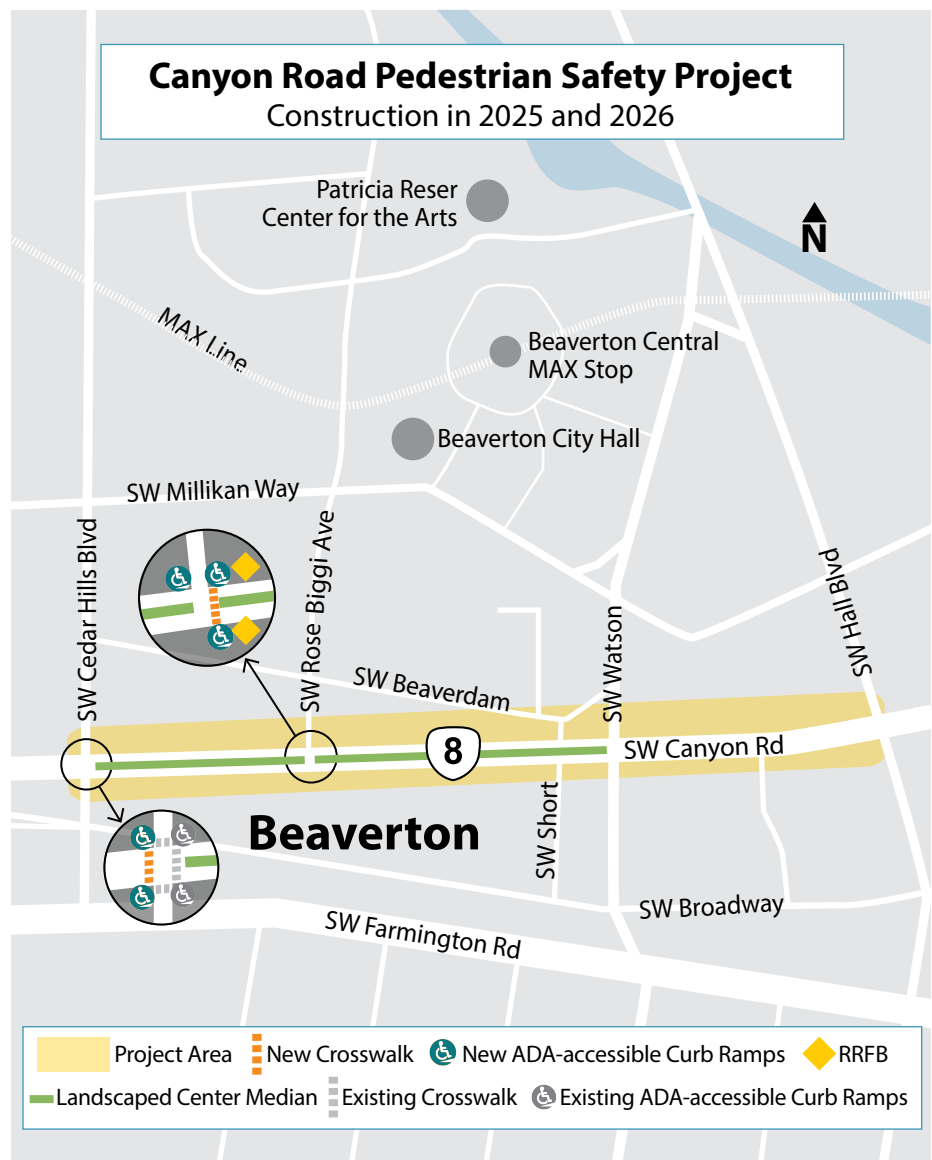 Canyon Road Pedestrian Safety Project
Construction in 2025 and 2026
Patricia Reser
Center for the Arts
N
MAX Line
Beaverton Central
MAX Stop
Beaverton City Hall
SW Millikan Way
SW Cedar Hills Blvd
SW Rose Biggi Ave
SW Beaverdam
SW Watson
SW Hall Blvd
8
SW Canyon Rd
Beaverton
SW Short
SW Broadway
SW Farmington Rd
Project Area
New Crosswalk
New ADA-accessible Curb Ramps
RRFB
Landscaped Center Median
Existing Crosswalk
Existing ADA-accessible Curb Ramps